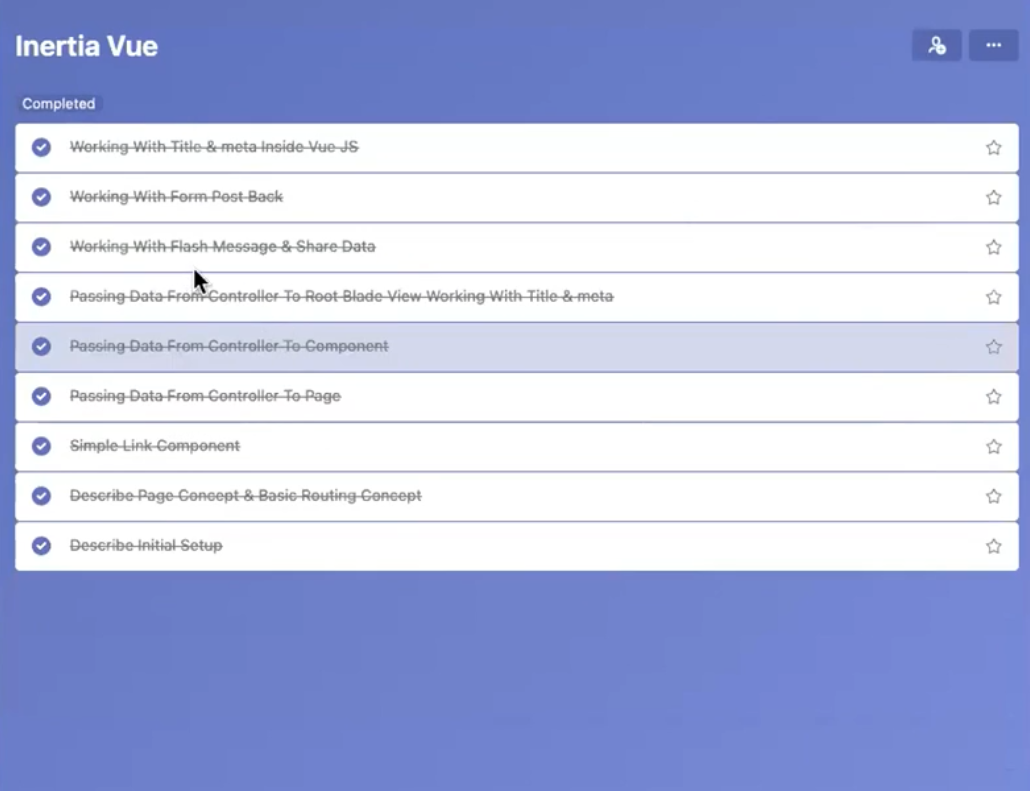 Inertia Vue
Completed
Working With Title & meta Inside Vue JS
Working With Form Post Back
Working With Flash Message & Share Data
Passing Data From Controller To Root Blade View Working With Title & meta
Passing Data From Controller To Component
Passing Data From Controller To Page
Simple Link Component
Describe Page Concept & Basic Routing Concept
Describe Initial Setup